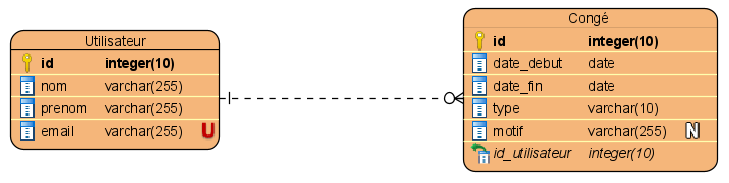 Utilisateur
id integer(10)
nom varchar(255)
prenom varchar(255)
email varchar(255) U
Congé
id integer(10)
date_debut date
date_fin date
type varchar(10)
motif varchar(255) N
id_utilisateur integer(10)